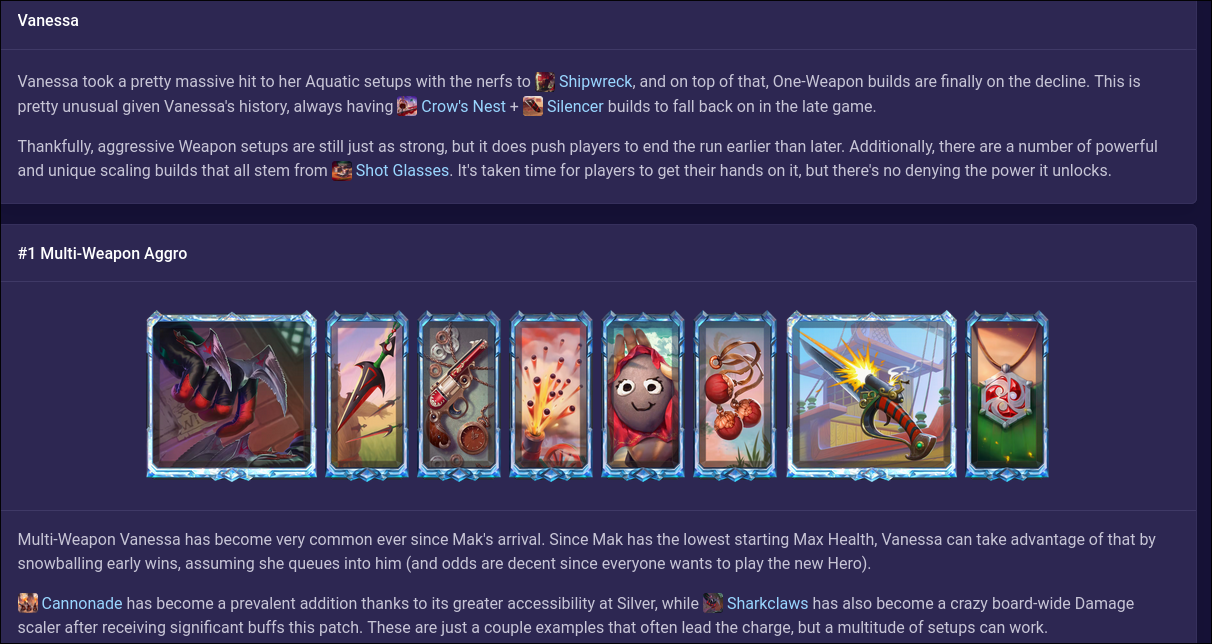 Vanessa
Vanessa took a pretty massive hit to her Aquatic setups with the nerfs to Shipwreck, and on top of that, One-Weapon builds are finally on the decline. This is
pretty unusual given Vanessa's history, always having Crow's Nest + Silencer builds to fall back on in the late game.
Thankfully, aggressive Weapon setups are still just as strong, but it does push players to end the run earlier than later. Additionally, there are a number of powerful
and unique scaling builds that all stem from Shot Glasses. It's taken time for players to get their hands on it, but there's no denying the power it unlocks.
#1 Multi-Weapon Aggro
Multi-Weapon Vanessa has become very common ever since Mak's arrival. Since Mak has the lowest starting Max Health, Vanessa can take advantage of that by
snowballing early wins, assuming she queues into him (and odds are decent since everyone wants to play the new Hero).
Cannonade has become a prevalent addition thanks to its greater accessibility at Silver, while Sharkclaws has also become a crazy board-wide Damage
scaler after receiving significant buffs this patch. These are just a couple examples that often lead the charge, but a multitude of setups can work.